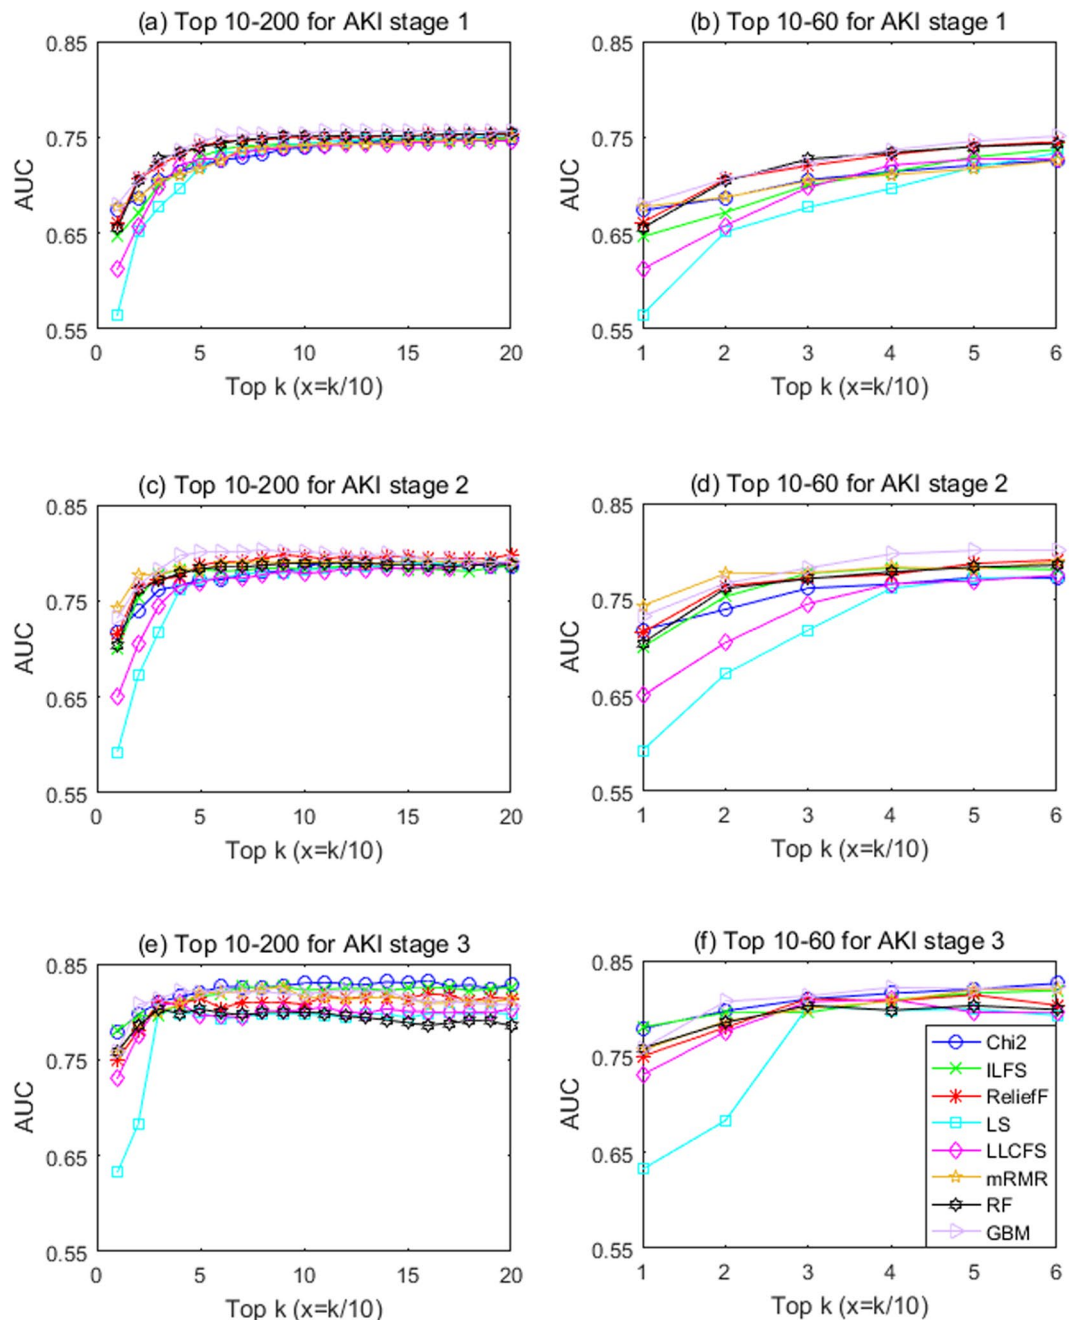 (a) Top 10-200 for AKI stage 1
0.85
0.75
0.65
0.55
AUC
0 5 10 15 20
Top k (x=k/10)
(b) Top 10-60 for AKI stage 1
0.85
0.75
0.65
0.55
AUC
1 2 3 4 5 6
Top k (x=k/10)
(c) Top 10-200 for AKI stage 2
0.85
0.75
0.65
0.55
AUC
0 5 10 15 20
Top k (x=k/10)
(d) Top 10-60 for AKI stage 2
0.85
0.75
0.65
0.55
AUC
1 2 3 4 5 6
Top k (x=k/10)
(e) Top 10-200 for AKI stage 3
0.85
0.75
0.65
0.55
AUC
0 5 10 15 20
Top k (x=k/10)
(f) Top 10-60 for AKI stage 3
0.85
0.75
0.65
0.55
AUC
1 2 3 4 5 6
Top k (x=k/10)
Chi2
ILFS
ReliefF
LS
LLCFS
mRMR
RF
GBM